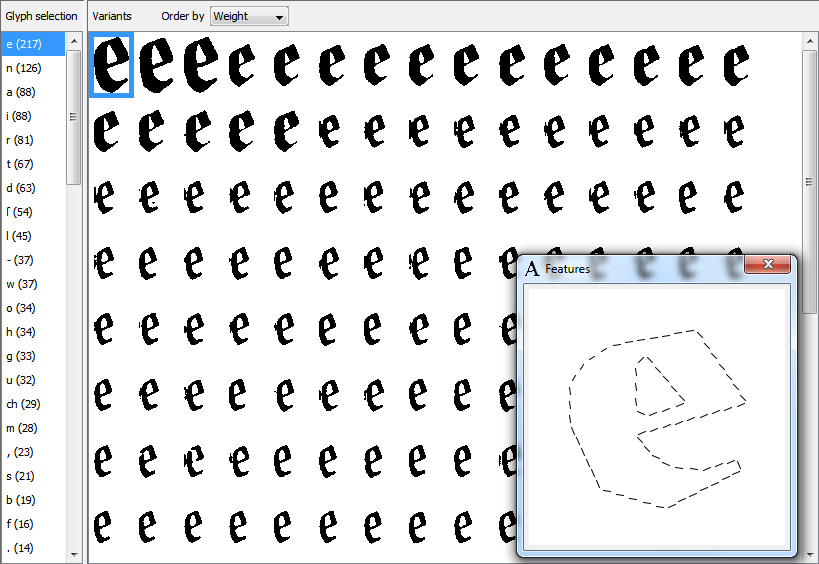 Glyph selection
Variants Order by Weight
e (217)
n (126)
a (88)
i (88)
r (81)
t (67)
d (63)
ſ (54)
l (45)
- (37)
w (37)
o (34)
h (34)
g (33)
u (32)
ch (29)
m (28)
, (23)
s (21)
b (19)
f (16)
. (14)
e e e e e e e e e e e e e e e
e e e e e e e e e e e e e e e
e e e e e e e e e e e e e e e
e e e e e e e e e e e e e e e
e e e e e e e e e e
e e e e e e e e e e
e e e e e e e e e e
e e e e e e e e e e
A Features
e